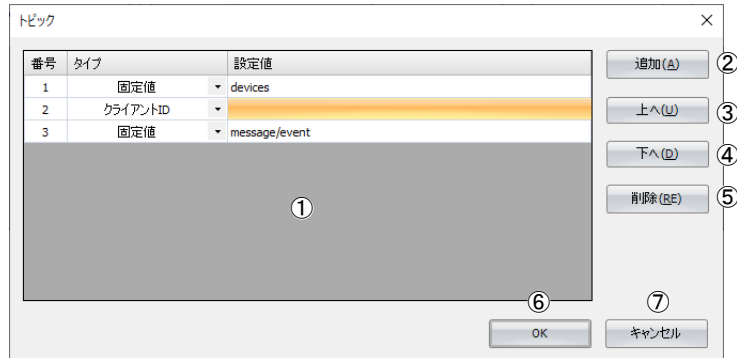 トピック
番号 タイプ 設定値
1 固定値 devices
2 クライアントID
3 固定値 message/event
追加(A) ②
上へ(U) ③
下へ(D) ④
削除(RE) ⑤
①
⑥ ⑦
OK キャンセル